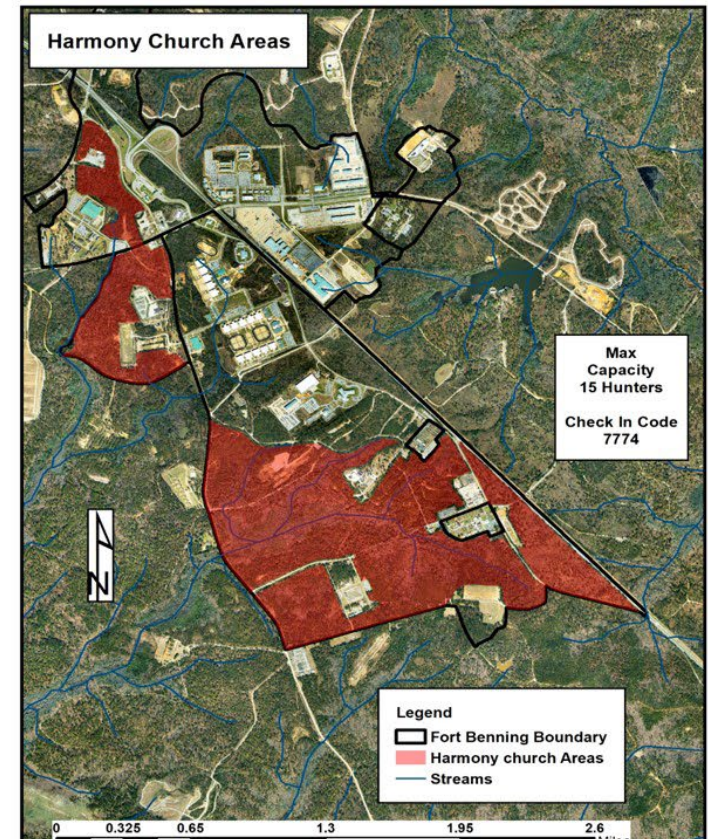 Harmony Church Areas
Max
Capacity
15 Hunters
Check In Code
7774
N
Legend
Fort Benning Boundary
Harmony church Areas
Streams
0 0.325 0.65 1.3 1.95 2.6
Miles